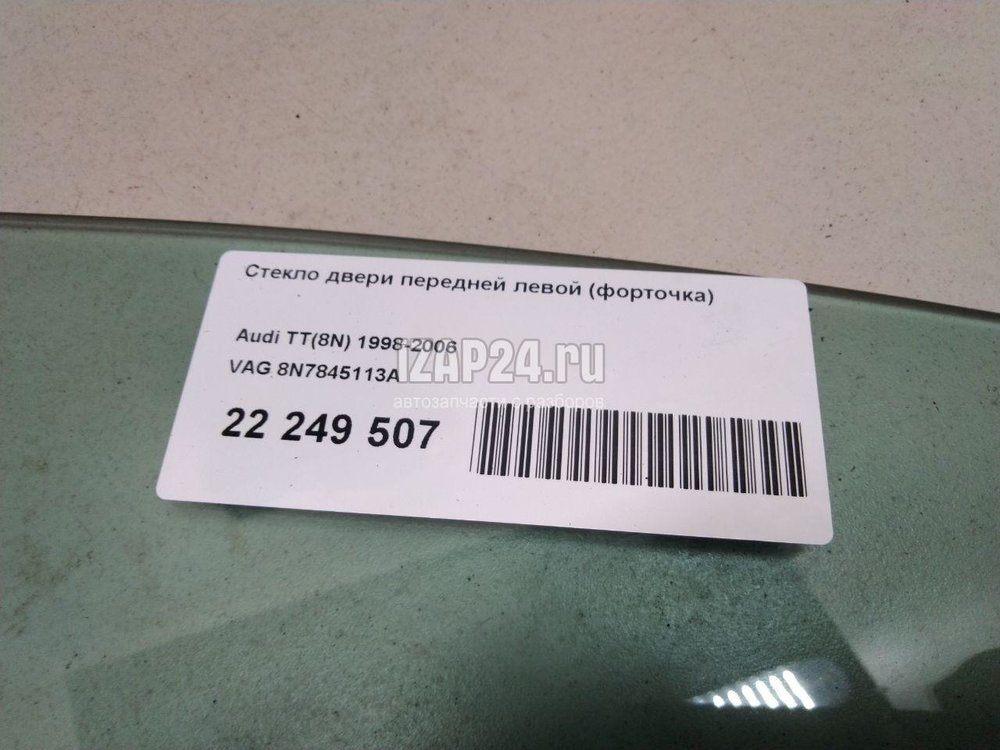 Стекло двери передней левой (форточка)
Audi TT(8N) 1998-2006
VAG 8N7845113A
IZAP24.ru
автозапчасти с разборов
22 249 507